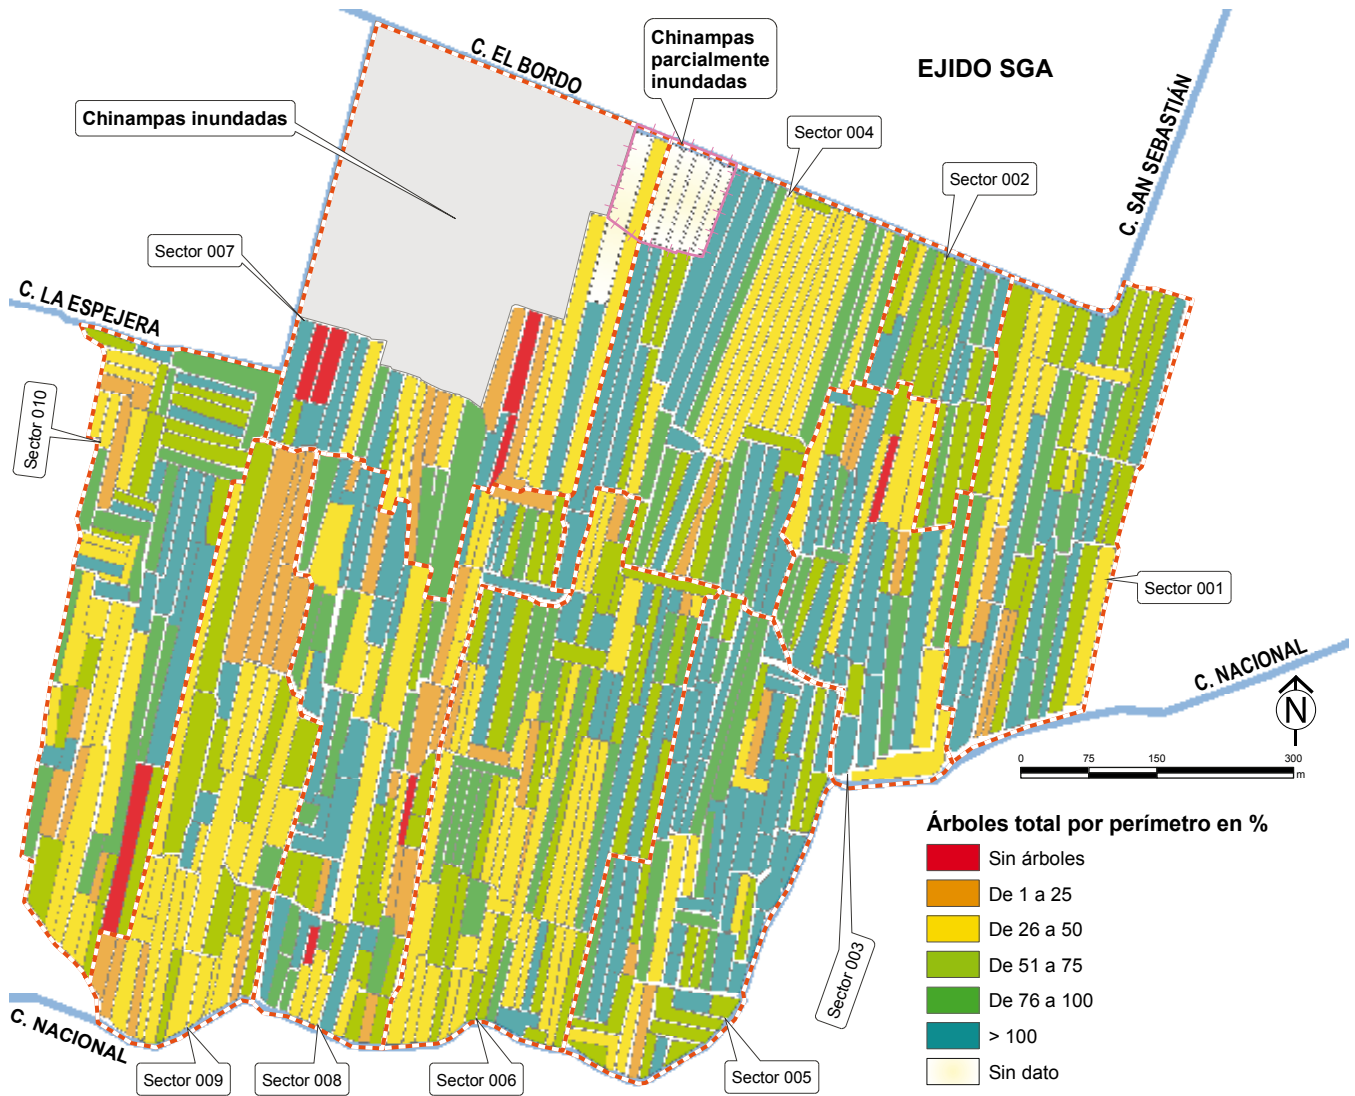 C. EL BORDO
Chinampas
parcialmente
inundadas
EJIDO SGA
C. SAN SEBASTIÁN
Chinampas inundadas
Sector 004
Sector 002
Sector 007
C. LA ESPEJERA
Sector 010
Sector 001
C. NACIONAL
N
0 75 150 300
m
Árboles total por perímetro en %
Sin árboles
De 1 a 25
De 26 a 50
De 51 a 75
De 76 a 100
> 100
Sin dato
Sector 003
C. NACIONAL
Sector 009
Sector 008
Sector 006
Sector 005